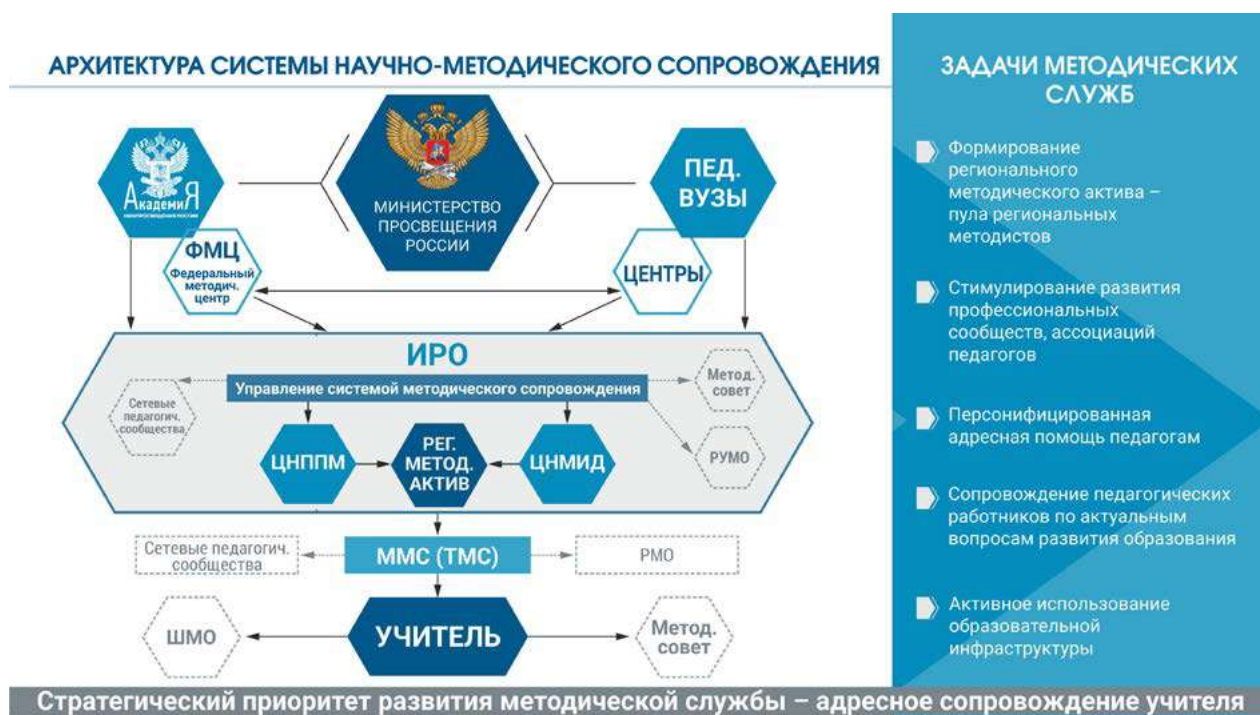 АРХИТЕКТУРА СИСТЕМЫ НАУЧНО-МЕТОДИЧЕСКОГО СОПРОВОЖДЕНИЯ
АкадемиЯ
МИНПРОСВЕЩЕНИЯ РОССИИ
МИНИСТЕРСТВО
ПРОСВЕЩЕНИЯ
РОССИИ
ПЕД.
ВУЗЫ
ФМЦ
Федеральный
методич.
центр
ЦЕНТРЫ
ИРО
Управление системой методического сопровождения
Сетевые
педагогич.
сообщества
Метод.
совет
ЦНППМ
РЕГ.
МЕТОД.
АКТИВ
ЦНМИД
РУМО
Сетевые педагогич.
сообщества
ММС (ТМС)
РМО
ШМО
УЧИТЕЛЬ
Метод.
совет
ЗАДАЧИ МЕТОДИЧЕСКИХ
СЛУЖБ
Формирование
регионального
методического актива –
пула региональных
методистов
Стимулирование развития
профессиональных
сообществ, ассоциаций
педагогов
Персонифицированная
адресная помощь педагогам
Сопровождение педагогических
работников по актуальным
вопросам развития образования
Активное использование
образовательной
инфраструктуры
Стратегический приоритет развития методической службы – адресное сопровождение учителя